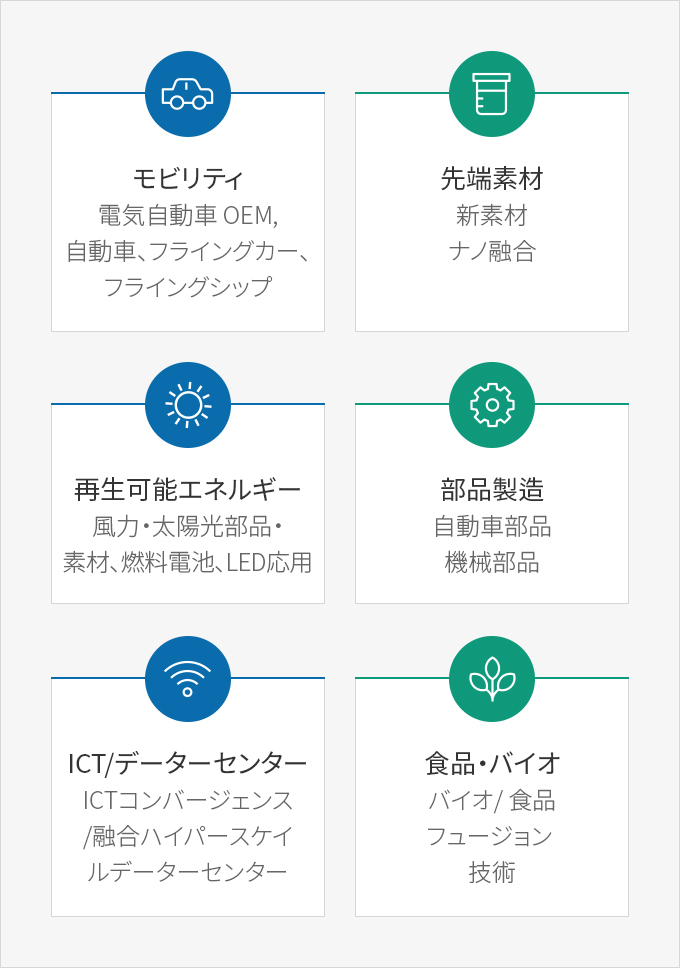 モビリティ
電気自動車 OEM,
自動車、フライングカー、
フライングシップ
先端素材
新素材
ナノ融合
再生可能エネルギー
風力・太陽光部品・
素材、燃料電池、LED応用
部品製造
自動車部品
機械部品
ICT/データーセンター
ICTコンバージェンス
/融合ハイパースケイ
ルデーターセンター
食品・バイオ
バイオ/ 食品
フュージョン
技術